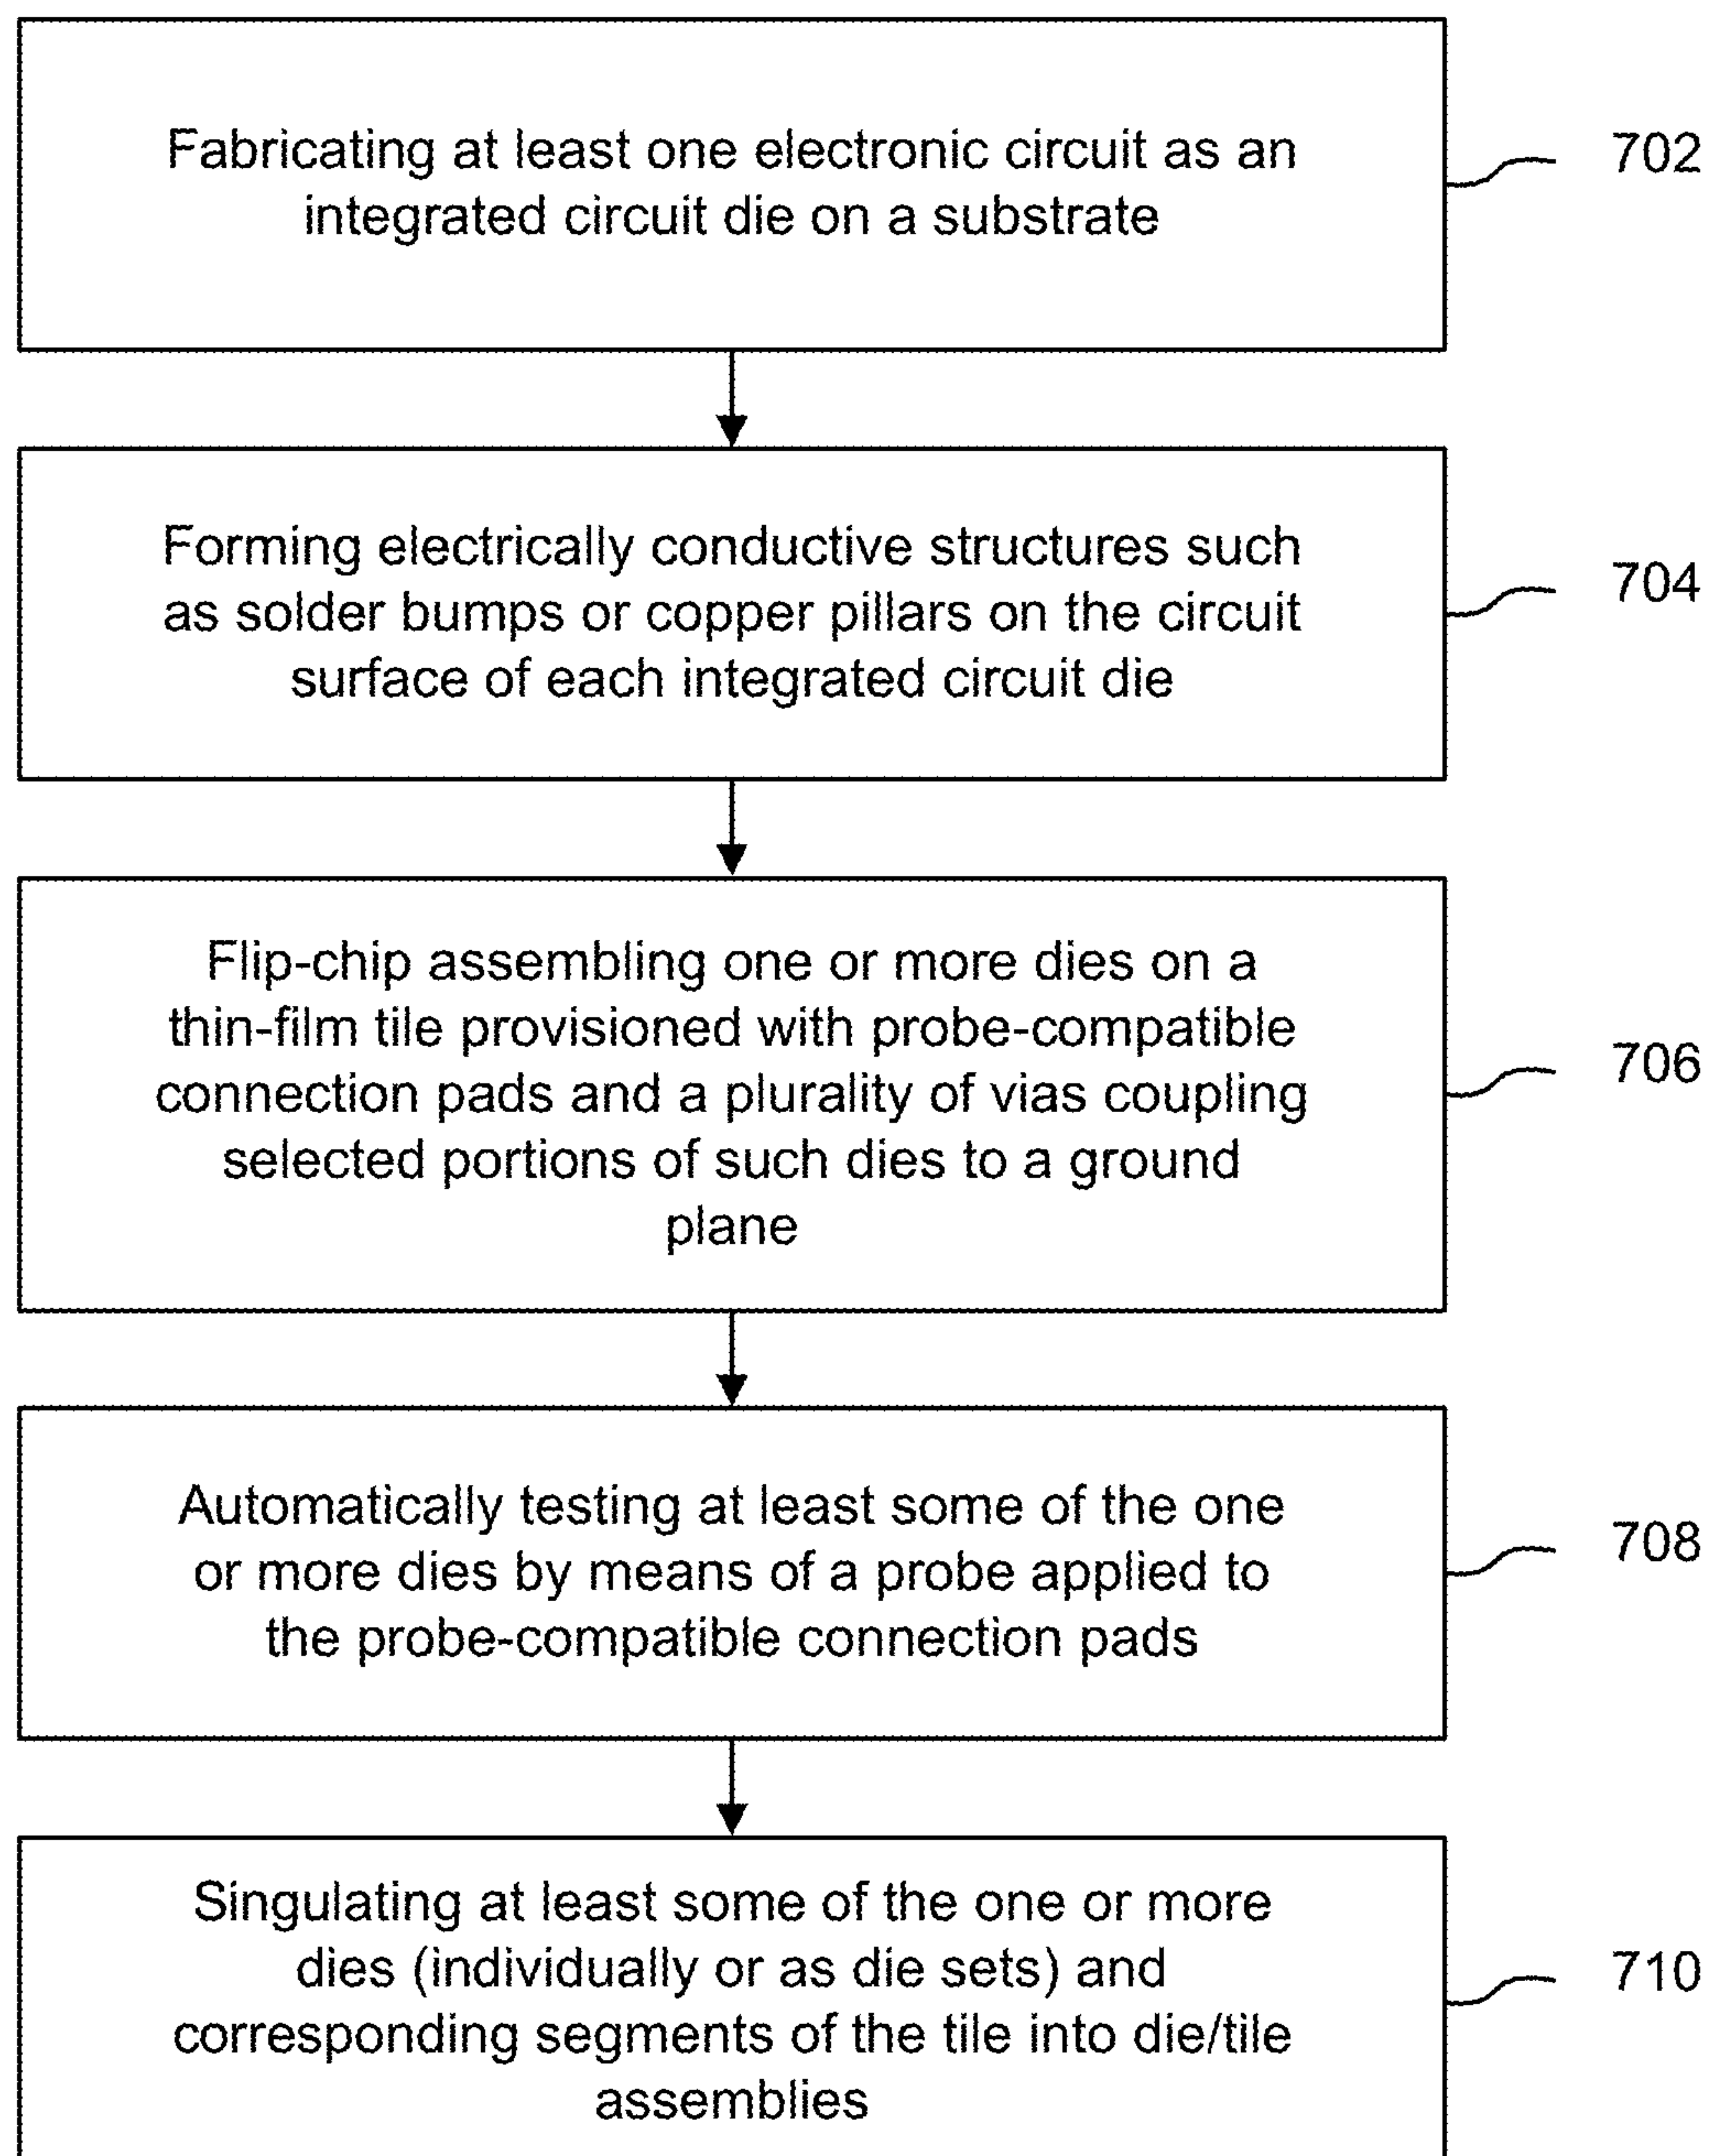 Fabricating at least one electronic circuit as an
integrated circuit die on a substrate
702
Forming electrically conductive structures such
as solder bumps or copper pillars on the circuit
surface of each integrated circuit die
704
Flip-chip assembling one or more dies on a
thin-film tile provisioned with probe-compatible
connection pads and a plurality of vias coupling
selected portions of such dies to a ground
plane
706
Automatically testing at least some of the one
or more dies by means of a probe applied to
the probe-compatible connection pads
708
Singulating at least some of the one or more
dies (individually or as die sets) and
corresponding segments of the tile into die/tile
assemblies
710